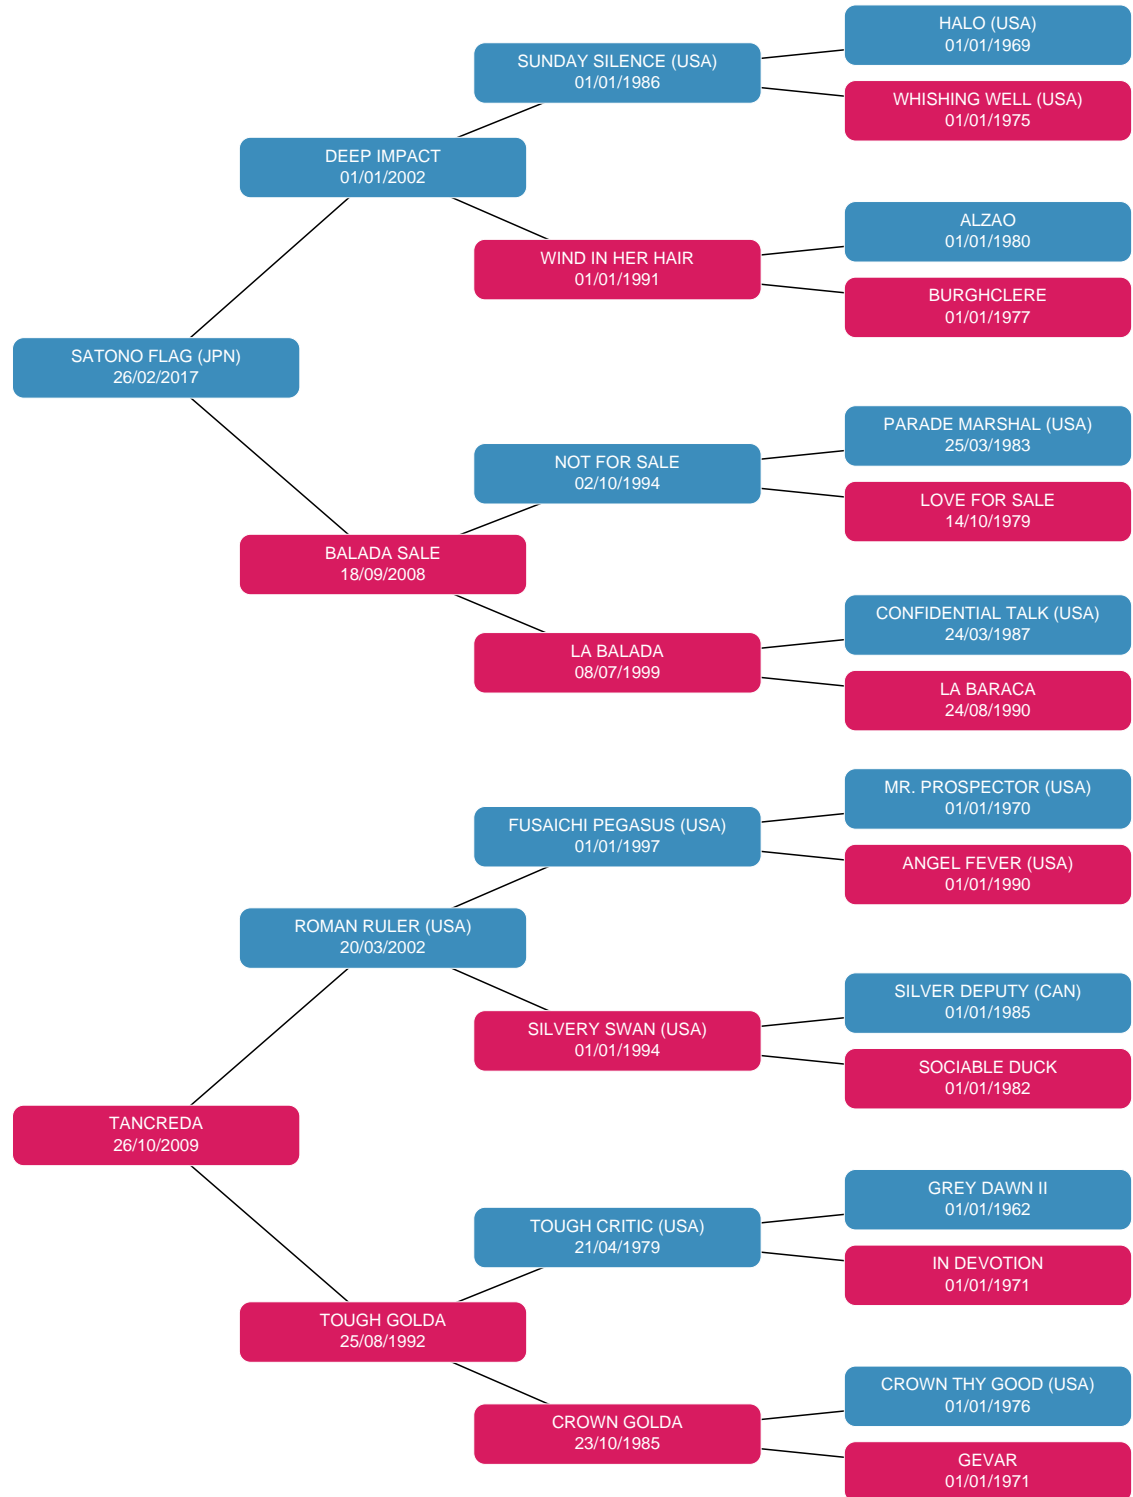 HALO (USA)
01/01/1969
SUNDAY SILENCE (USA)
01/01/1986
WHISHING WELL (USA)
01/01/1975
DEEP IMPACT
01/01/2002
ALZAO
01/01/1980
WIND IN HER HAIR
01/01/1991
BURGHCLERE
01/01/1977
SATONO FLAG (JPN)
26/02/2017
PARADE MARSHAL (USA)
25/03/1983
NOT FOR SALE
02/10/1994
LOVE FOR SALE
14/10/1979
BALADA SALE
18/09/2008
CONFIDENTIAL TALK (USA)
24/03/1987
LA BALADA
08/07/1999
LA BARACA
24/08/1990
MR. PROSPECTOR (USA)
01/01/1970
FUSAICHI PEGASUS (USA)
01/01/1997
ANGEL FEVER (USA)
01/01/1990
ROMAN RULER (USA)
20/03/2002
SILVER DEPUTY (CAN)
01/01/1985
SILVERY SWAN (USA)
01/01/1994
SOCIABLE DUCK
01/01/1982
TANCREDA
26/10/2009
GREY DAWN II
01/01/1962
TOUGH CRITIC (USA)
21/04/1979
IN DEVOTION
01/01/1971
TOUGH GOLDA
25/08/1992
CROWN THY GOOD (USA)
01/01/1976
CROWN GOLDA
23/10/1985
GEVAR
01/01/1971